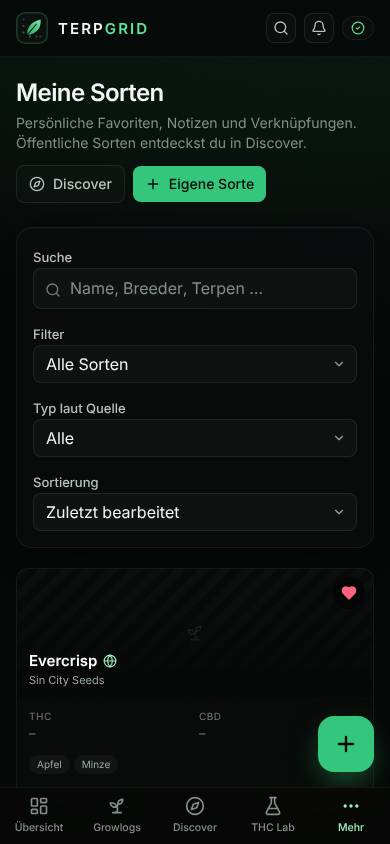 TERPGRID
Meine Sorten
Persönliche Favoriten, Notizen und Verknüpfungen.
Öffentliche Sorten entdeckst du in Discover.
Discover
Eigene Sorte
Suche
Name, Breeder, Terpen ...
Filter
Alle Sorten
Typ laut Quelle
Alle
Sortierung
Zuletzt bearbeitet
Evercrisp
Sin City Seeds
THC CBD
– –
Apfel Minze
Übersicht Growlogs Discover THC Lab Mehr